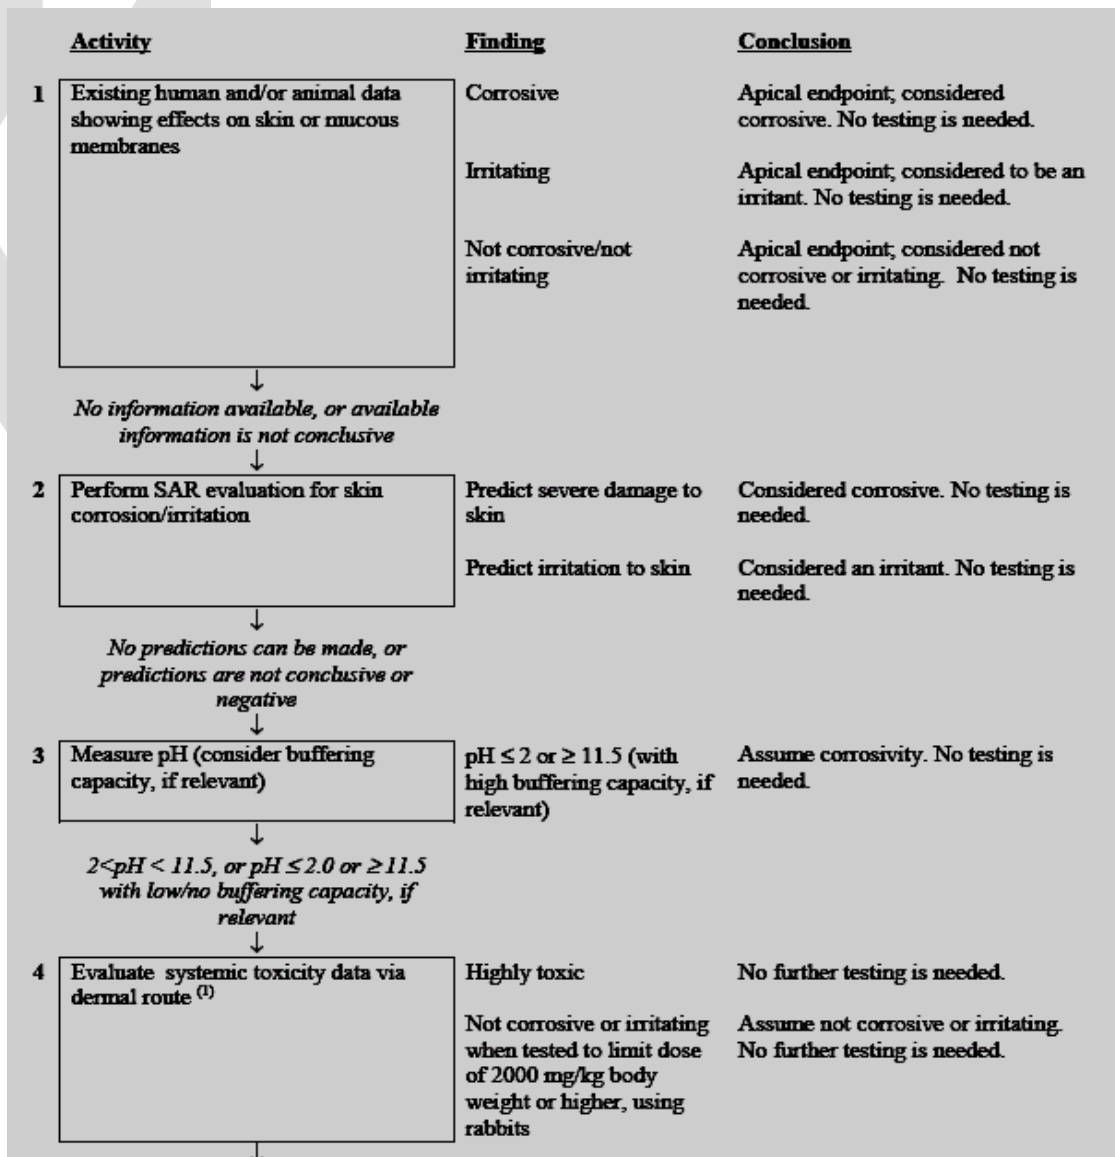 Activity Finding Conclusion
1 Existing human and/or animal data Corrosive Apical endpoint; considered
showing effects on skin or mucous corrosive. No testing is needed.
membranes
Irritating Apical endpoint; considered to be an
irritant. No testing is needed.
Not corrosive/not Apical endpoint; considered not
irritating corrosive or irritating. No testing is
needed.
↓
No information available, or available
information is not conclusive
↓
2 Perform SAR evaluation for skin Predict severe damage to Considered corrosive. No testing is
corrosion/irritation skin needed.
Predict irritation to skin Considered an irritant. No testing is
needed.
↓
No predictions can be made, or
predictions are not conclusive or
negative
↓
3 Measure pH (consider buffering pH ≤ 2 or ≥ 11.5 (with Assume corrosivity. No testing is
capacity, if relevant) high buffering capacity, if needed.
relevant)
↓
2<pH < 11.5, or pH ≤ 2.0 or ≥ 11.5
with low/no buffering capacity, if
relevant
↓
4 Evaluate systemic toxicity data via Highly toxic No further testing is needed.
dermal route (1)
Not corrosive or irritating Assume not corrosive or irritating.
when tested to limit dose No further testing is needed.
of 2000 mg/kg body
weight or higher, using
rabbits
↓